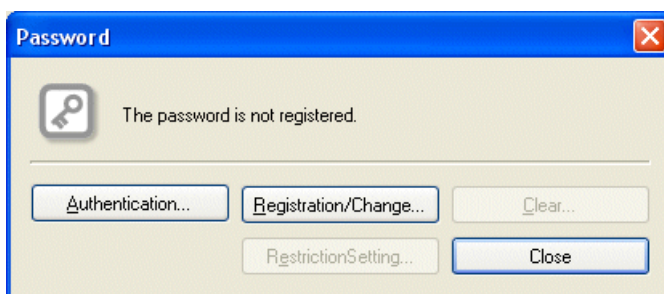 Password
The password is not registered.
Authentication... Registration/Change... Clear...
RestrictionSetting... Close